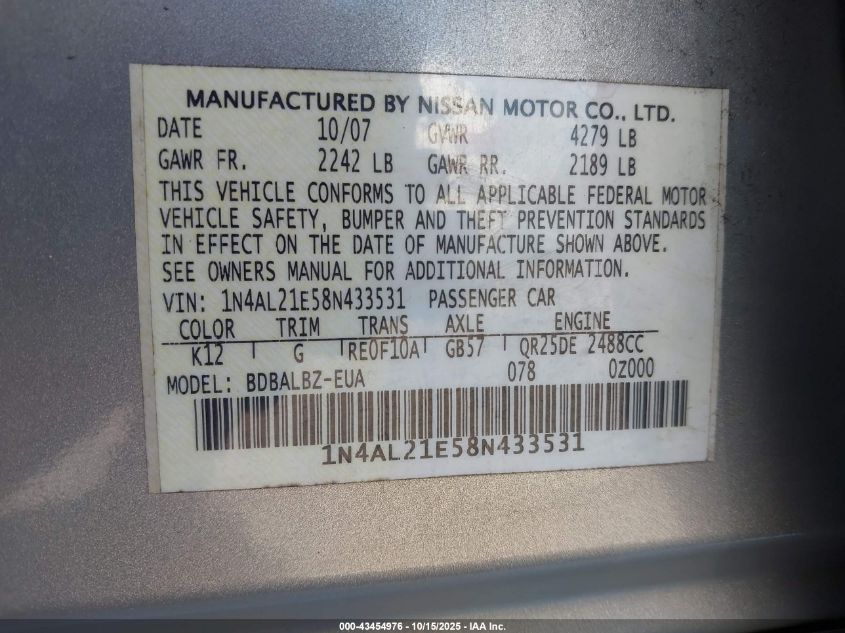 MANUFACTURED BY NISSAN MOTOR CO., LTD.
DATE 10/07 GVWR 4279 LB
GAWR FR. 2242 LB GAWR RR. 2189 LB
THIS VEHICLE CONFORMS TO ALL APPLICABLE FEDERAL MOTOR
VEHICLE SAFETY, BUMPER AND THEFT PREVENTION STANDARDS
IN EFFECT ON THE DATE OF MANUFACTURE SHOWN ABOVE.
SEE OWNERS MANUAL FOR ADDITIONAL INFORMATION.
VIN: 1N4AL21E58N433531 PASSENGER CAR
COLOR TRIM TRANS AXLE ENGINE
K12 G RE0F10A GB57 QR25DE 2488CC
MODEL: BDBALBZ-EUA 078 0Z000
1N4AL21E58N433531
000-43454976 - 10/15/2025 - IAA Inc.